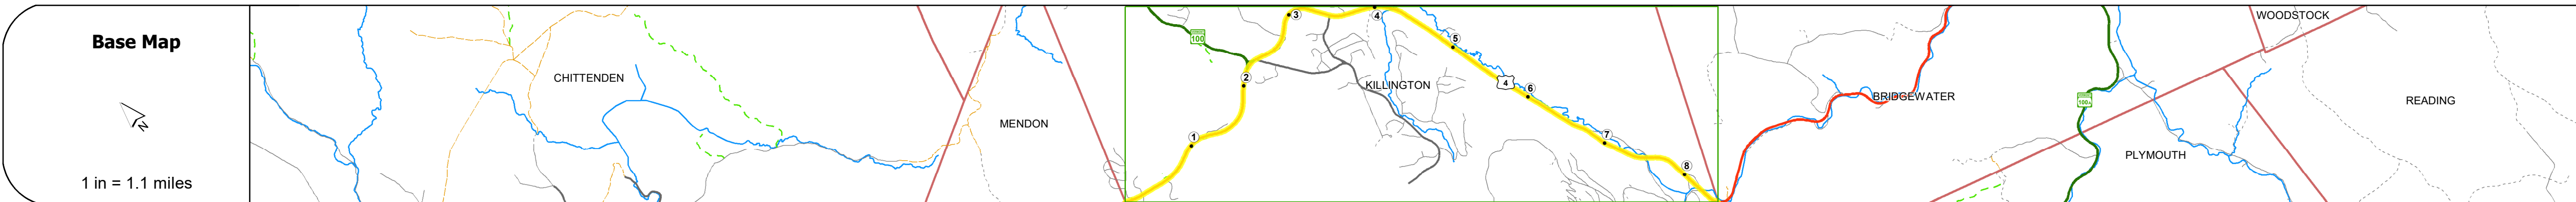 Base Map
N
1 in = 1.1 miles
CHITTENDEN
MENDON
100
1
2
3
4
5
4
6
7
8
KILLINGTON
BRIDGEWATER
WOODSTOCK
100A
READING
PLYMOUTH